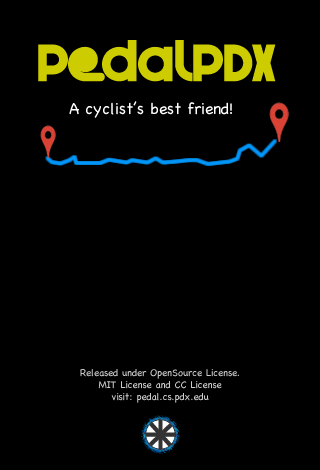 PedalPDX
A cyclist's best friend!
Released under OpenSource License.
MIT License and CC License
visit: pedal.cs.pdx.edu